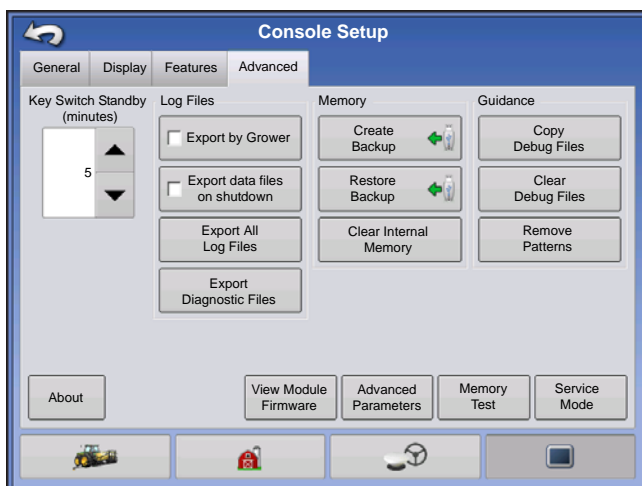 Console Setup
General
Display
Features
Advanced
Key Switch Standby
(minutes)
5
Log Files
Export by Grower
Export data files
on shutdown
Export All
Log Files
Export
Diagnostic Files
Memory
Create
Backup
Restore
Backup
Clear Internal
Memory
Guidance
Copy
Debug Files
Clear
Debug Files
Remove
Patterns
About
View Module
Firmware
Advanced
Parameters
Memory
Test
Service
Mode